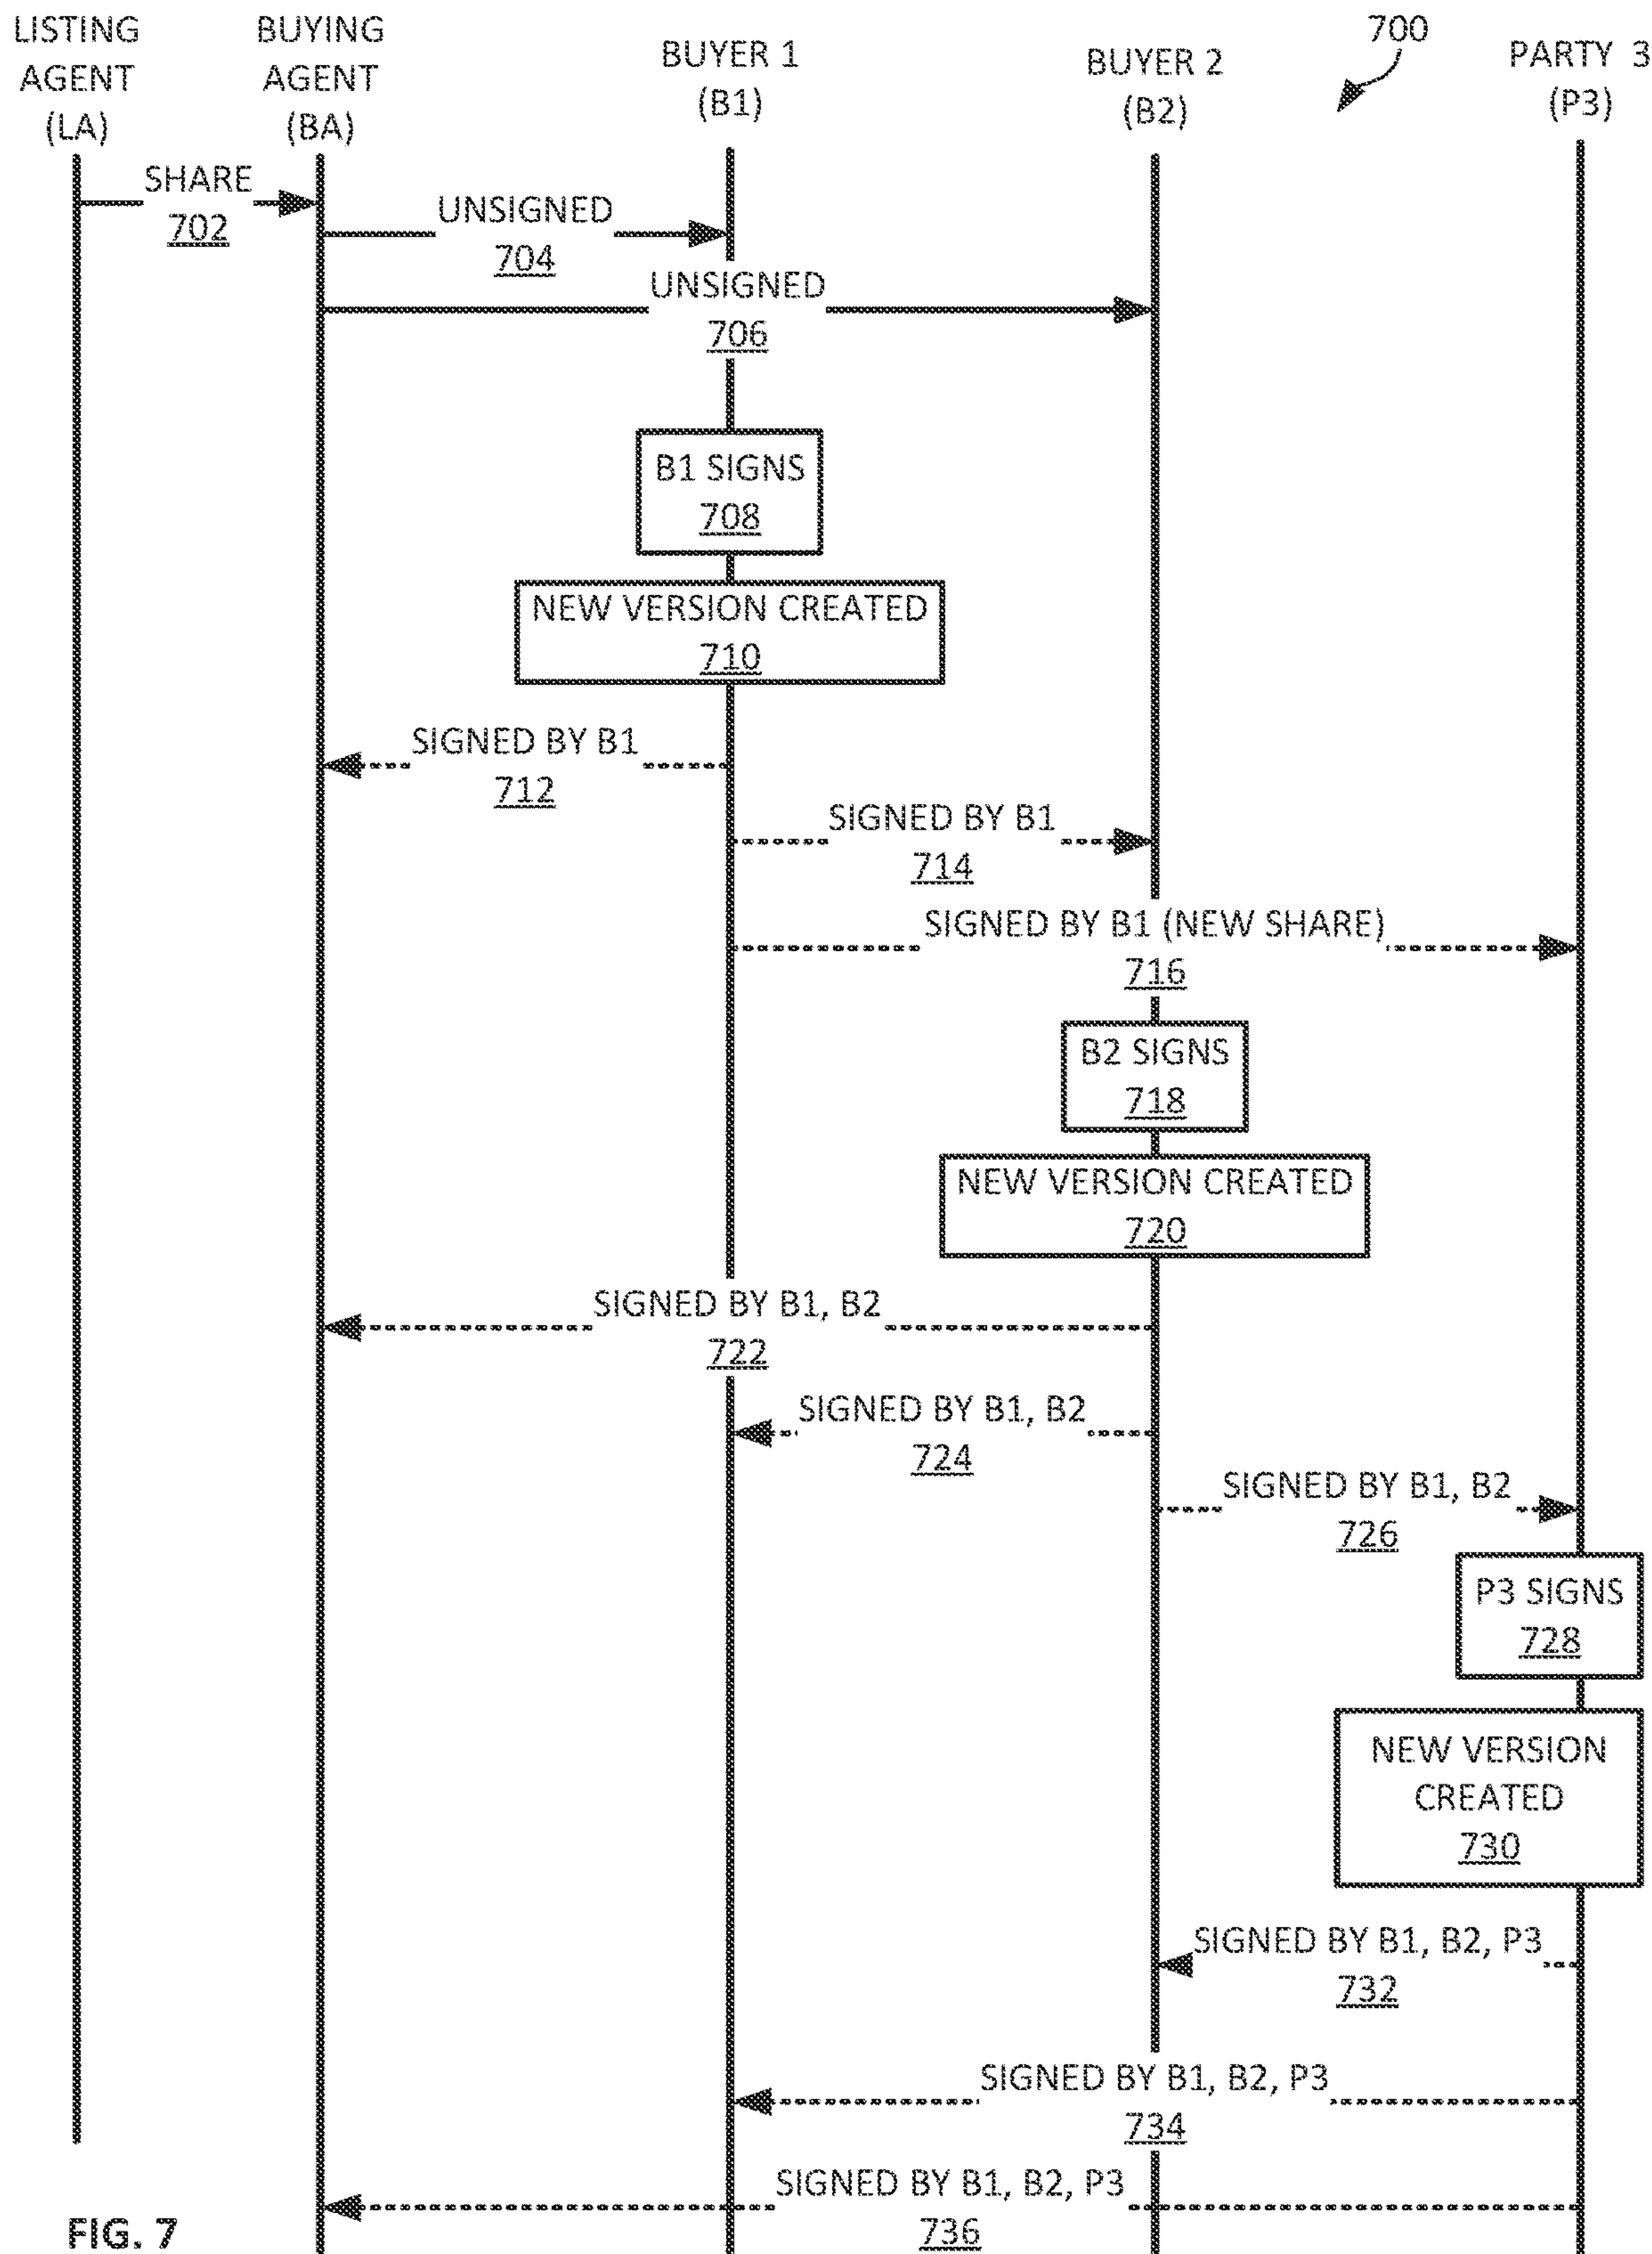 LISTING
AGENT
(LA)
BUYING
AGENT
(BA)
BUYER 1
(B1)
BUYER 2
(B2)
700
PARTY 3
(P3)
SHARE
702
UNSIGNED
704
UNSIGNED
706
B1 SIGNS
708
NEW VERSION CREATED
710
SIGNED BY B1
712
SIGNED BY B1
714
SIGNED BY B1 (NEW SHARE)
716
B2 SIGNS
718
NEW VERSION CREATED
720
SIGNED BY B1, B2
722
SIGNED BY B1, B2
724
SIGNED BY B1, B2
726
P3 SIGNS
728
NEW VERSION
CREATED
730
SIGNED BY B1, B2, P3
732
SIGNED BY B1, B2, P3
734
SIGNED BY B1, B2, P3
736
FIG. 7